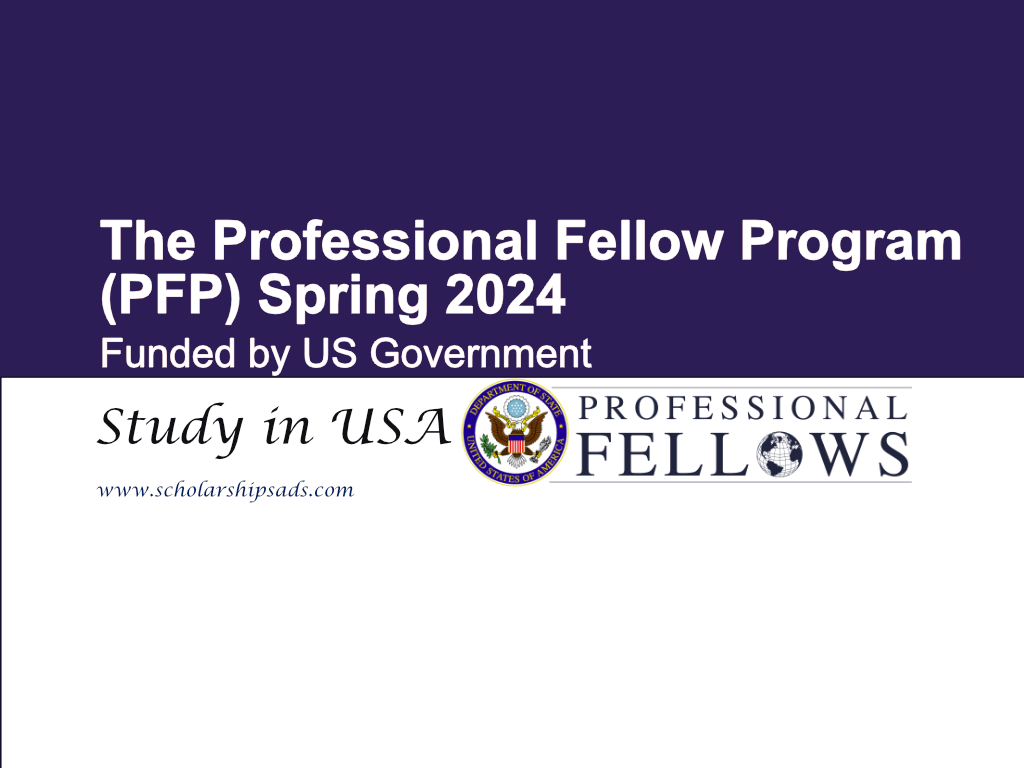 The Professional Fellow Program
(PFP) Spring 2024
Funded by US Government
Study in USA
www.scholarshipsads.com
DEPARTMENT OF STATE
UNITED STATES OF AMERICA
PROFESSIONAL
FELLOWS